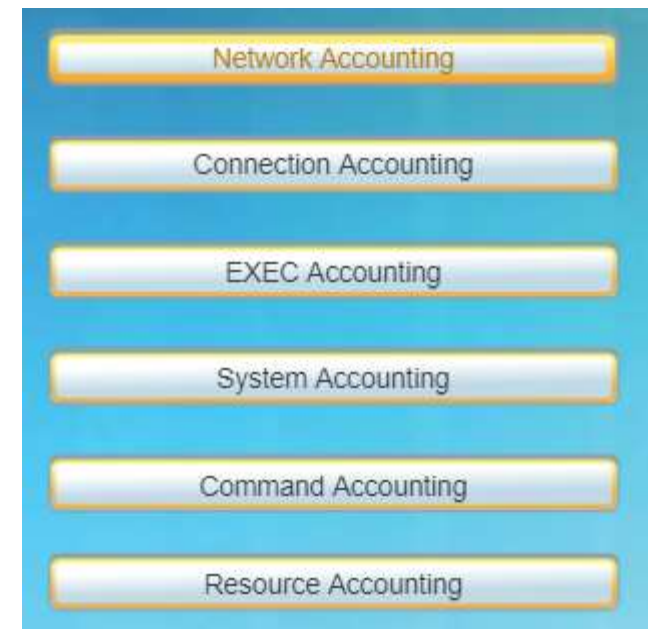 Network Accounting
Connection Accounting
EXEC Accounting
System Accounting
Command Accounting
Resource Accounting